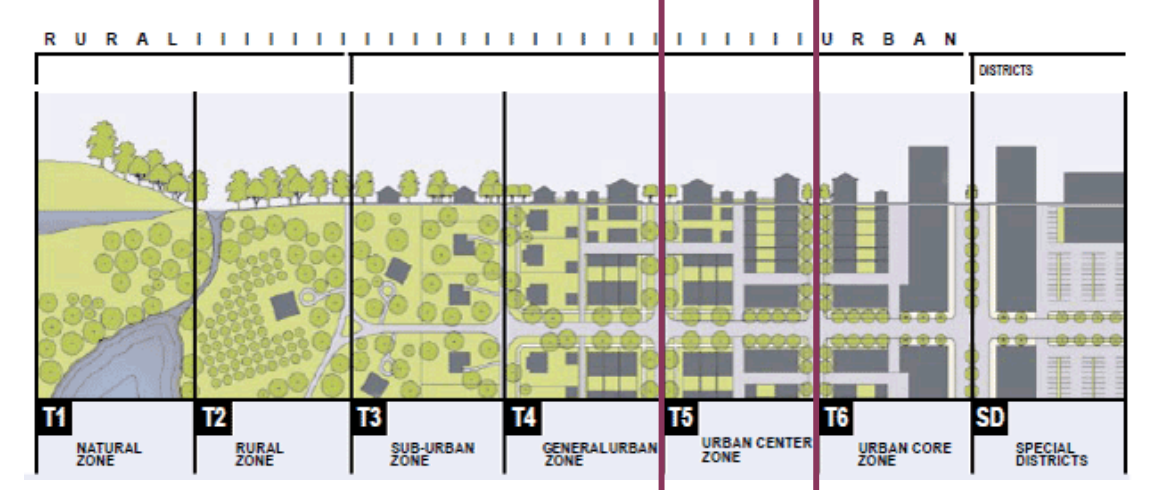 R U R A L I I I I I I I I I I I I I I I I I I I I I I I I I I U R B A N
DISTRICTS
T1
NATURAL
ZONE
T2
RURAL
ZONE
T3
SUB-URBAN
ZONE
T4
GENERAL URBAN
ZONE
T5
URBAN CENTER
ZONE
T6
URBAN CORE
ZONE
SD
SPECIAL
DISTRICTS